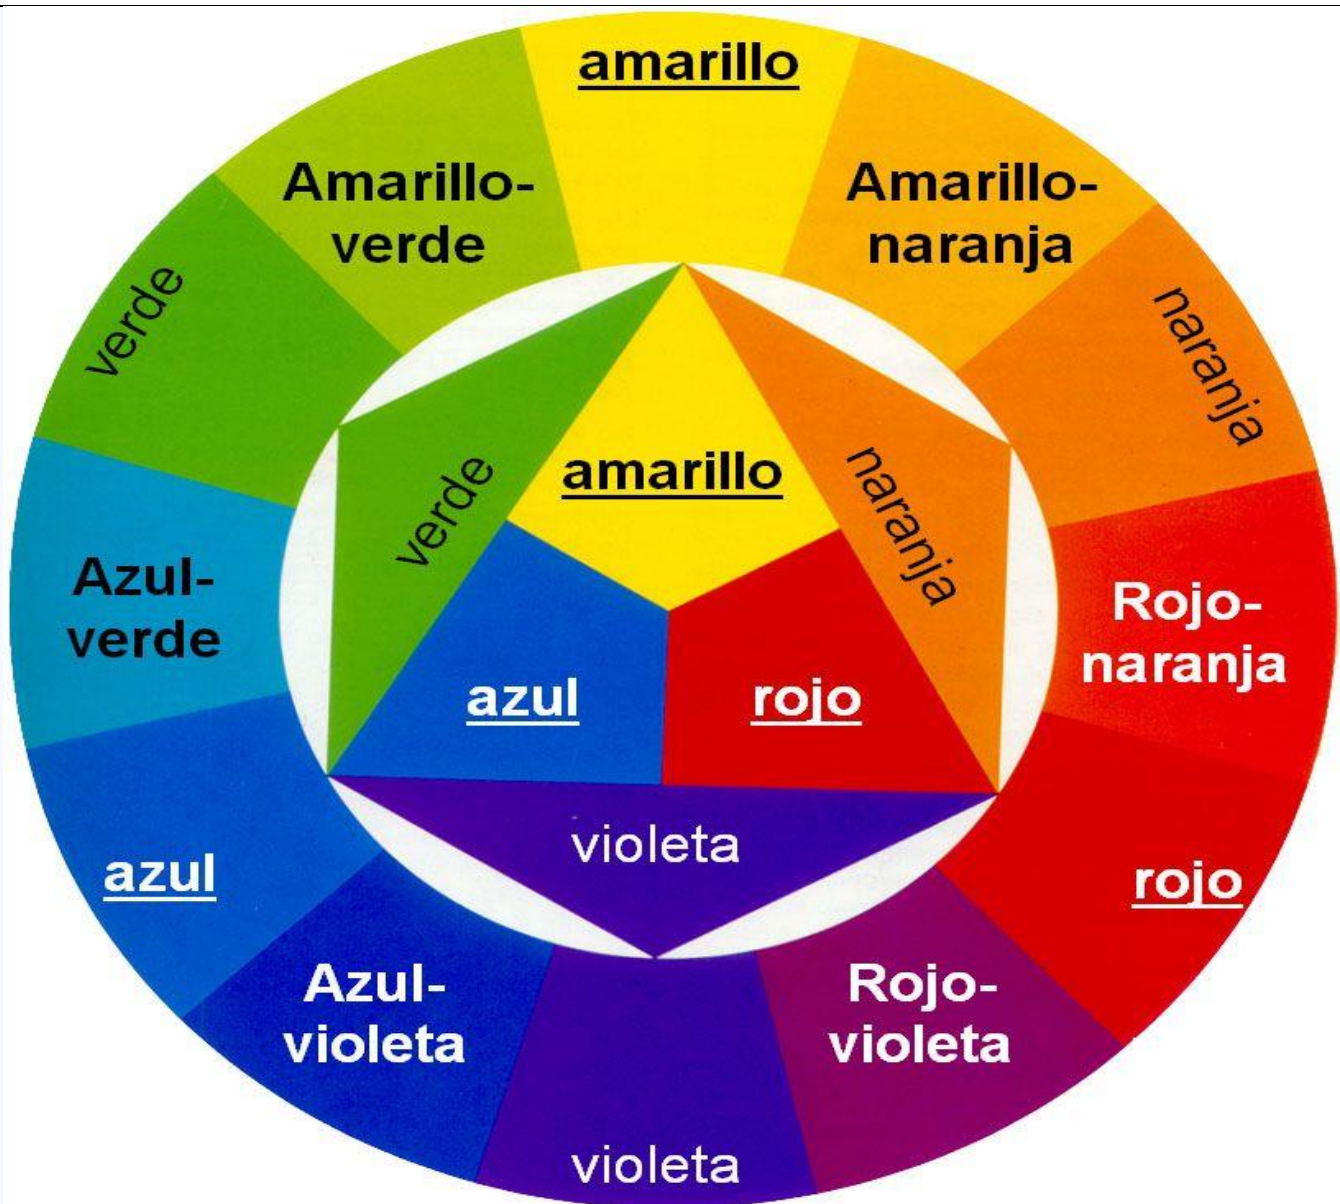 amarillo
Amarillo-
verde
Amarillo-
naranja
verde
naranja
amarillo
verde
naranja
Azul-
verde
Rojo-
naranja
azul
rojo
violeta
azul
rojo
Azul-
violeta
Rojo-
violeta
violeta